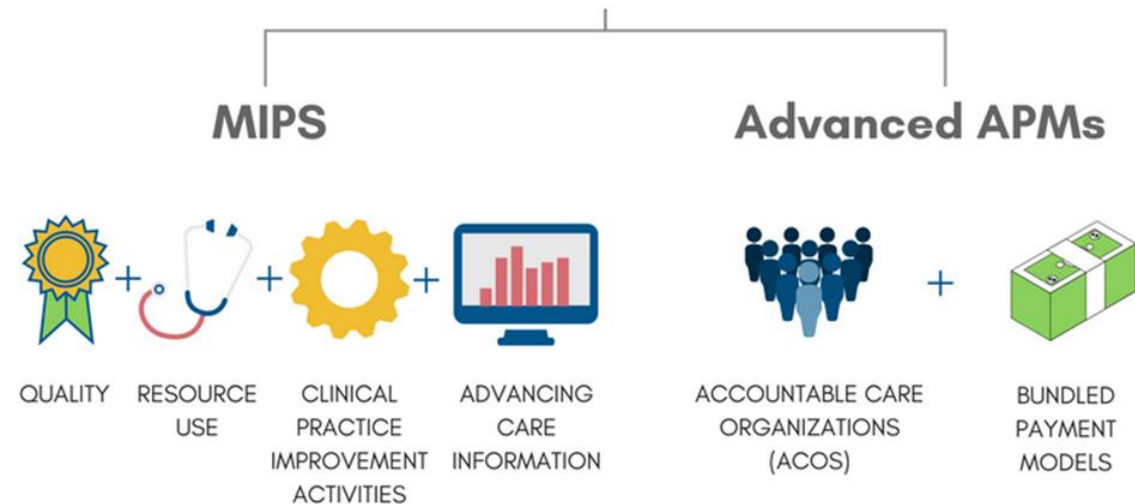 MIPS
Advanced APMs
QUALITY
RESOURCE
USE
CLINICAL
PRACTICE
IMPROVEMENT
ACTIVITIES
ADVANCING
CARE
INFORMATION
ACCOUNTABLE CARE
ORGANIZATIONS
(ACOS)
BUNDLED
PAYMENT
MODELS